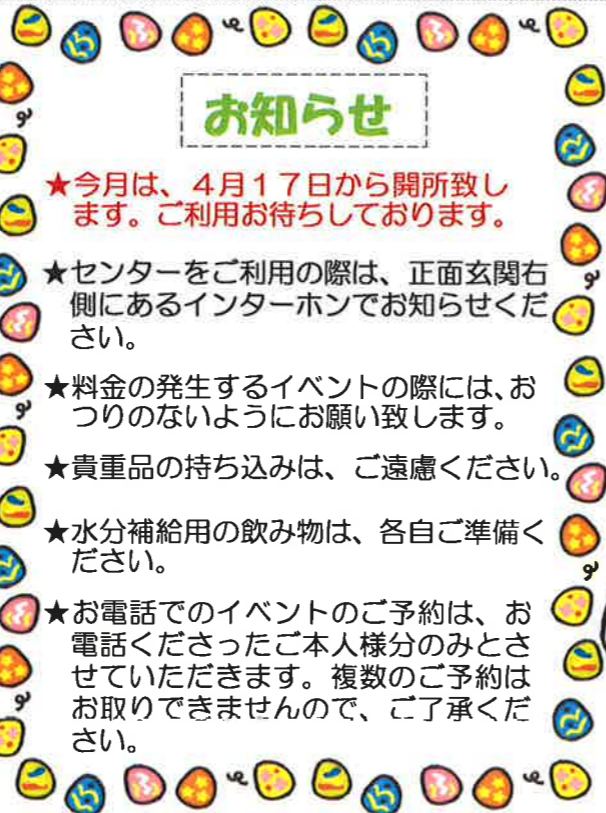 お知らせ
★今月は、４月１７日から開所致し
ます。ご利用お待ちしております。
★センターをご利用の際は、正面玄関右
側にあるインターホンでお知らせくだ
さい。
★料金の発生するイベントの際には、お
つりのないようにお願い致します。
★貴重品の持ち込みは、ご遠慮ください。
★水分補給用の飲み物は、各自ご準備く
ださい。
★お電話でのイベントのご予約は、お
電話くださったご本人様分のみとさ
せていただきます。複数のご予約は
お取りできませんので、ご了承くだ
さい。